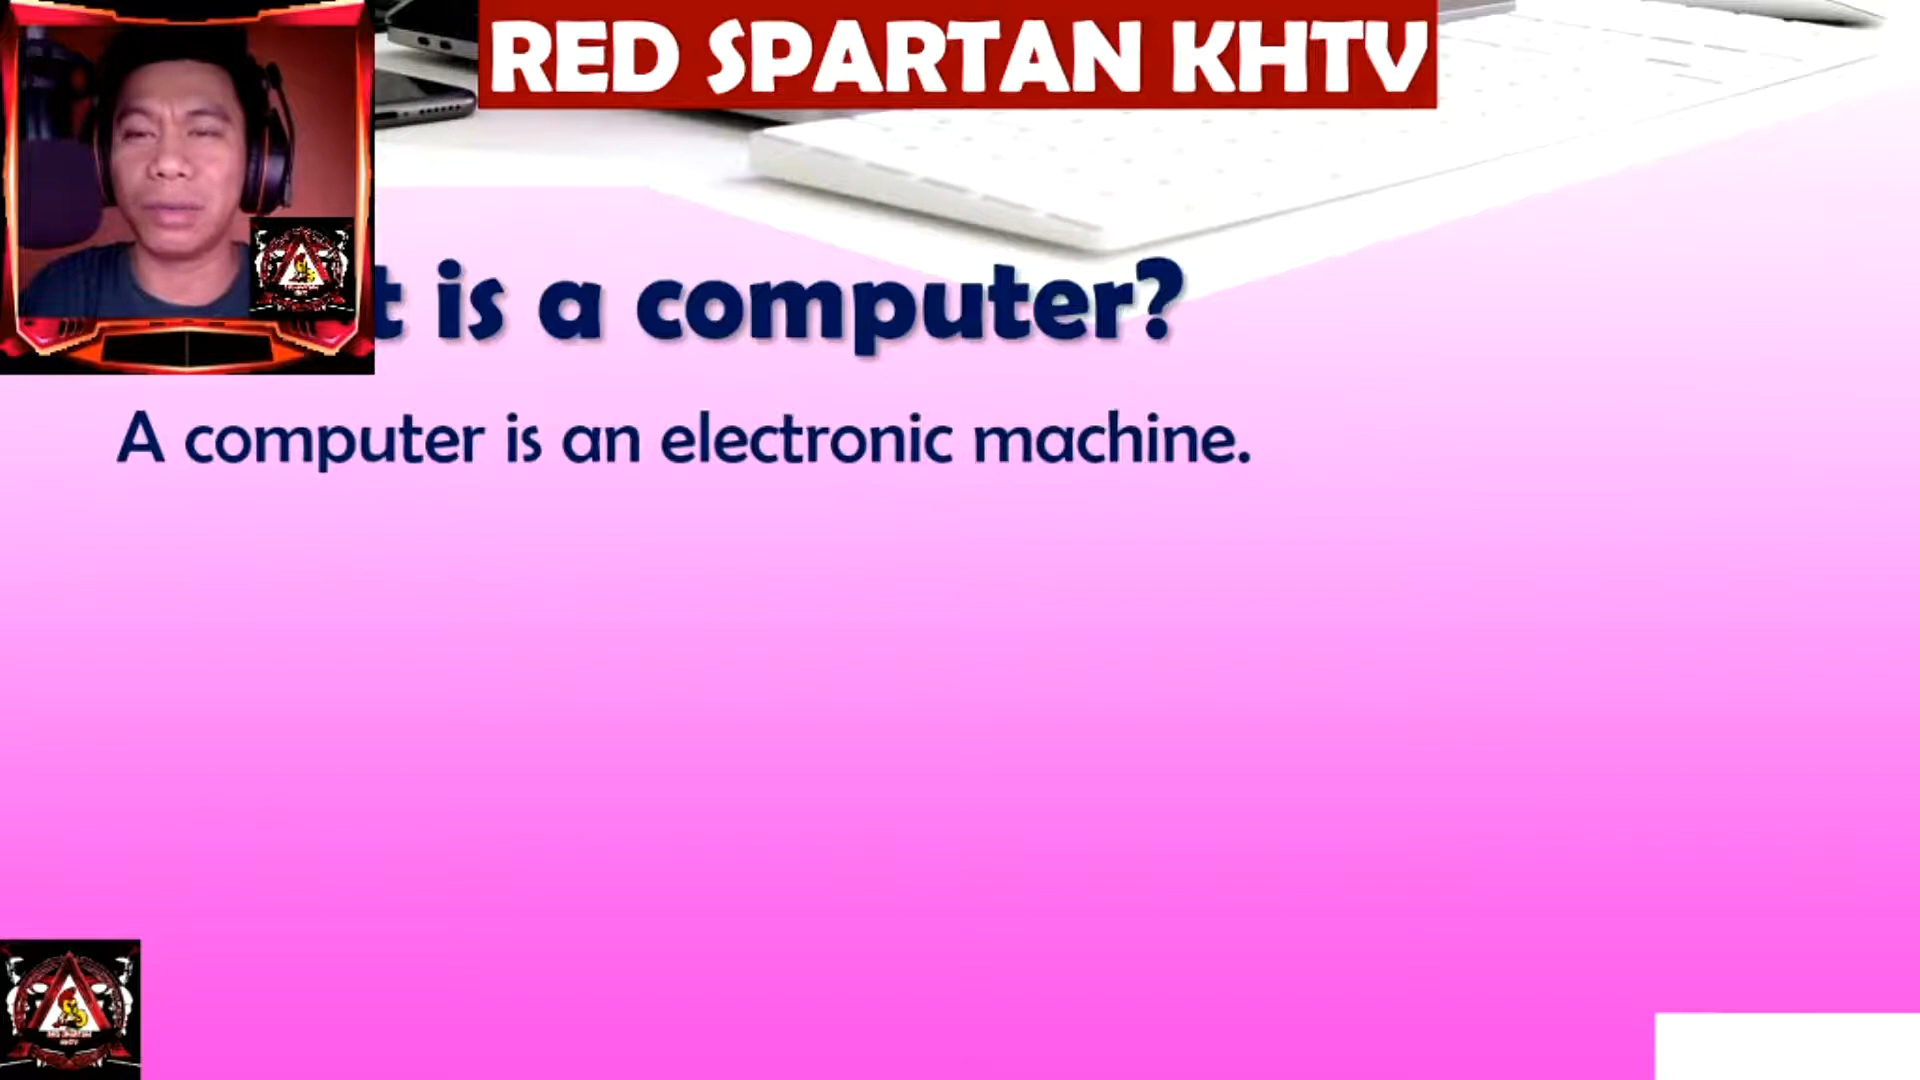 RED SPARTAN KHTV
t is a computer?
A computer is an electronic machine.